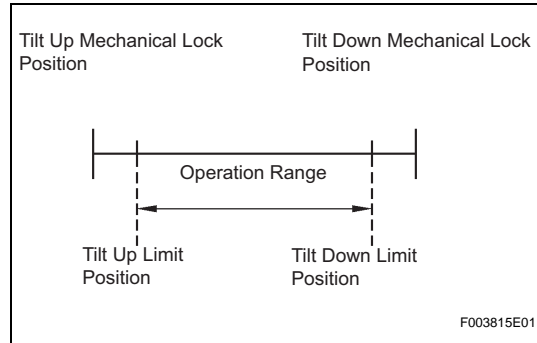 Tilt Up Mechanical Lock
Position
Tilt Down Mechanical Lock
Position
Operation Range
Tilt Up Limit
Position
Tilt Down Limit
Position
F003815E01